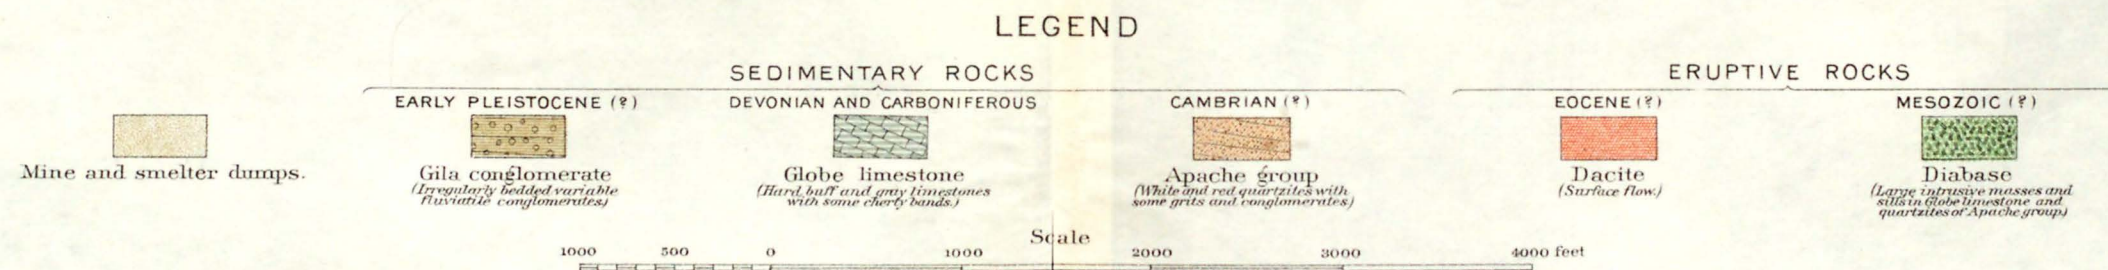 LEGEND
SEDIMENTARY ROCKS
ERUPTIVE ROCKS
EARLY PLEISTOCENE (?)
DEVONIAN AND CARBONIFEROUS
CAMBRIAN (?)
EOCENE (?)
MESOZOIC (?)
Mine and smelter dumps.
Gila conglomerate
(Irregularly bedded variable
fluviatile conglomerates.)
Globe limestone
(Hard, buff and gray limestones
with some cherty bands.)
Apache group
(White and red quartzites with
some grits and conglomerates.)
Dacite
(Surface flow.)
Diabase
(Large intrusive masses and
sills in Globe limestone and
quartzites of Apache group.)
Scale
1000 500 0 1000 2000 3000 4000 feet